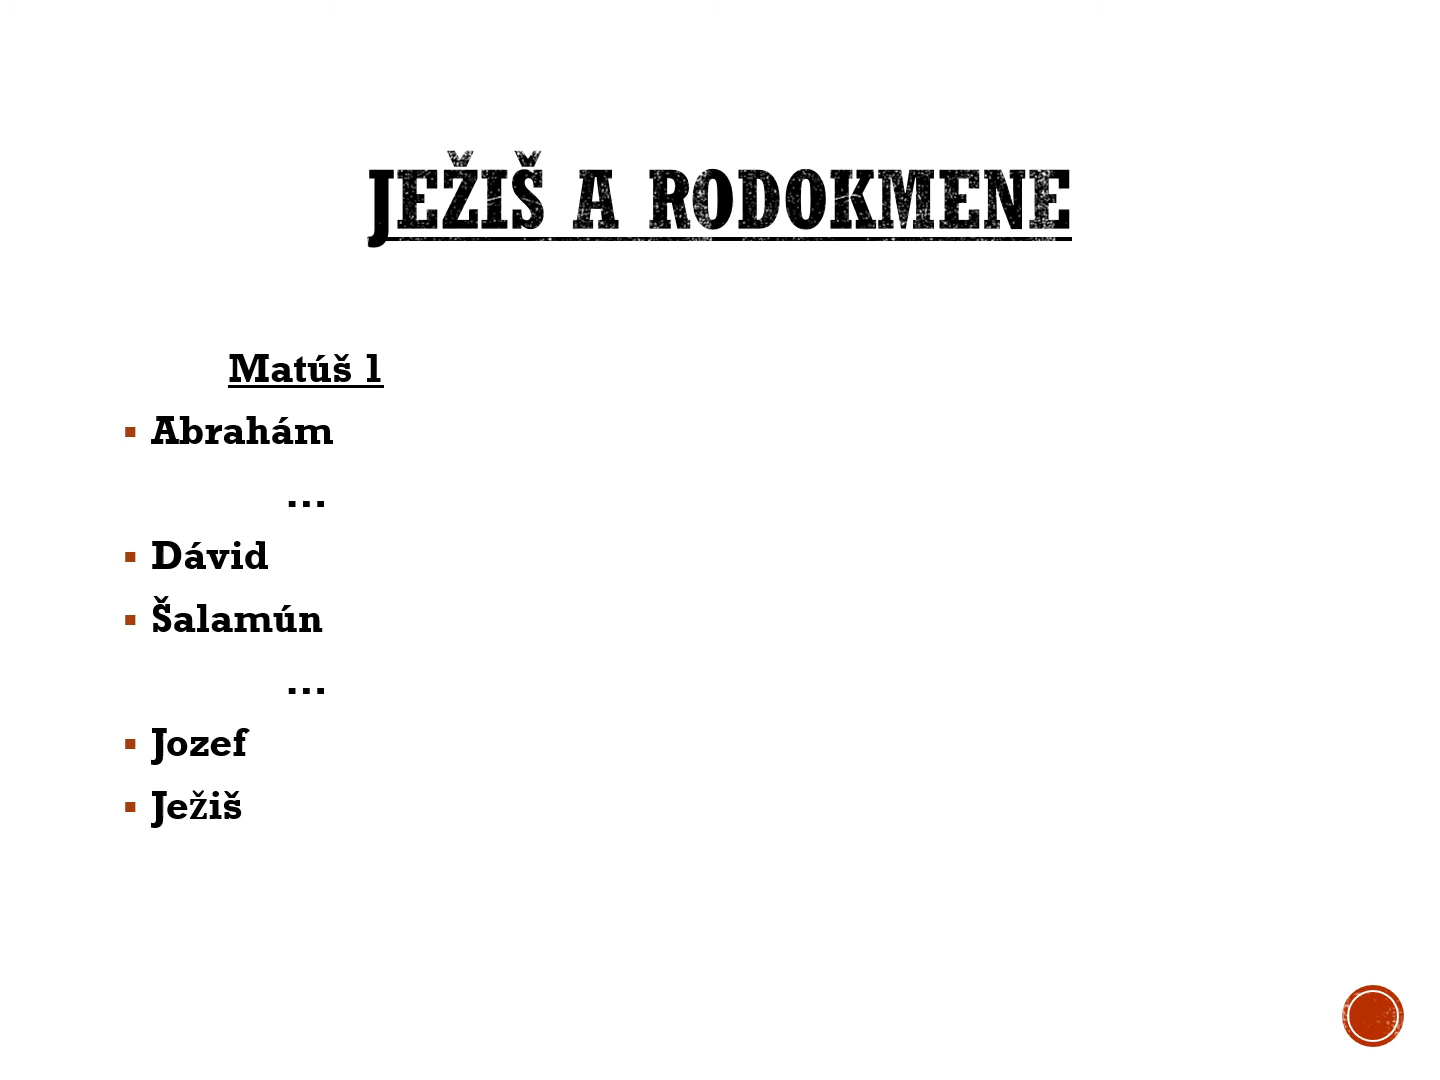 JEŽIŠ A RODOKMENE
Matúš 1
▪ Abrahám
...
▪ Dávid
▪ Šalamún
...
▪ Jozef
▪ Ježiš